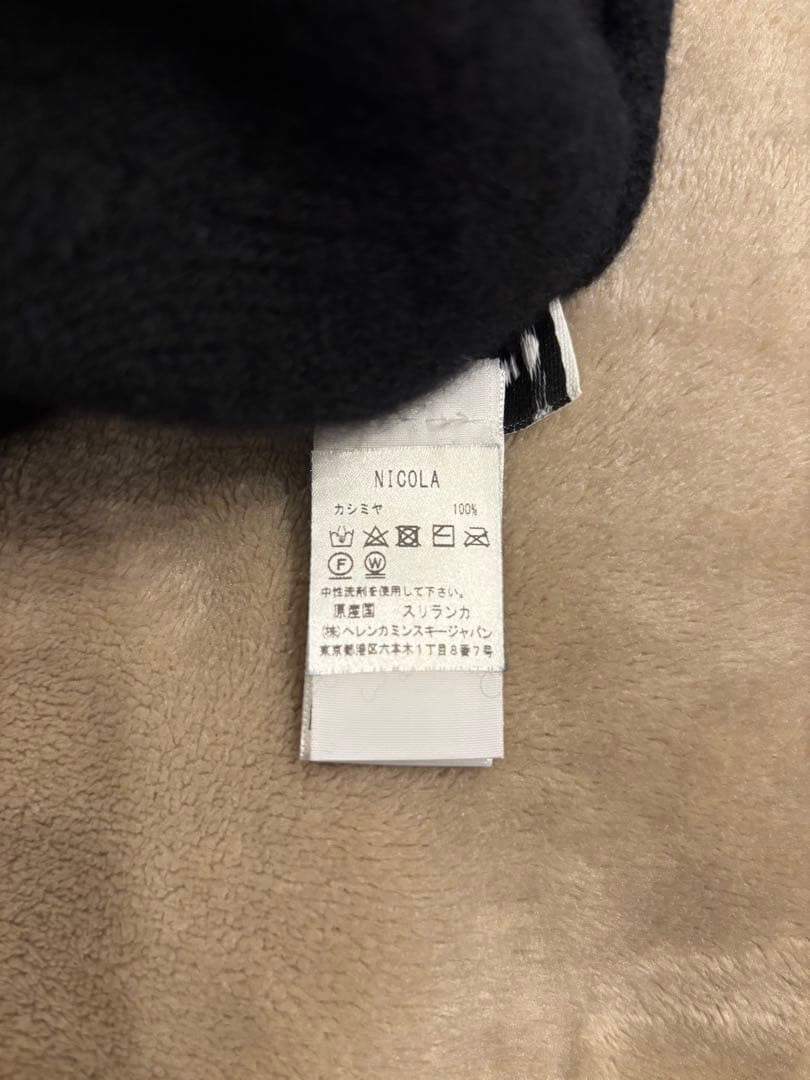 NICOLA
カシミヤ 100%
F W
中性洗剤を使用して下さい。
原産国 スリランカ
(株)ヘレンカミンスキージャパン
東京都港区六本木1丁目8番7号